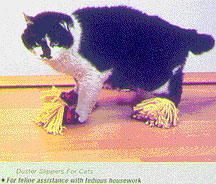 Duster Slippers For Cats
• For feline assistance with tedious housework